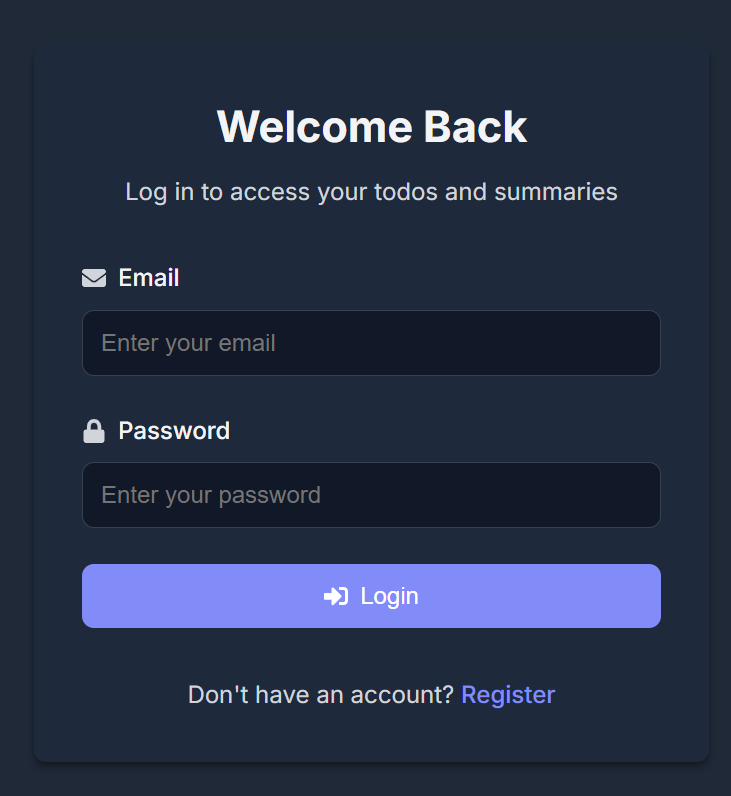 Welcome Back
Log in to access your todos and summaries
Email
Enter your email
Password
Enter your password
Login
Don't have an account? Register